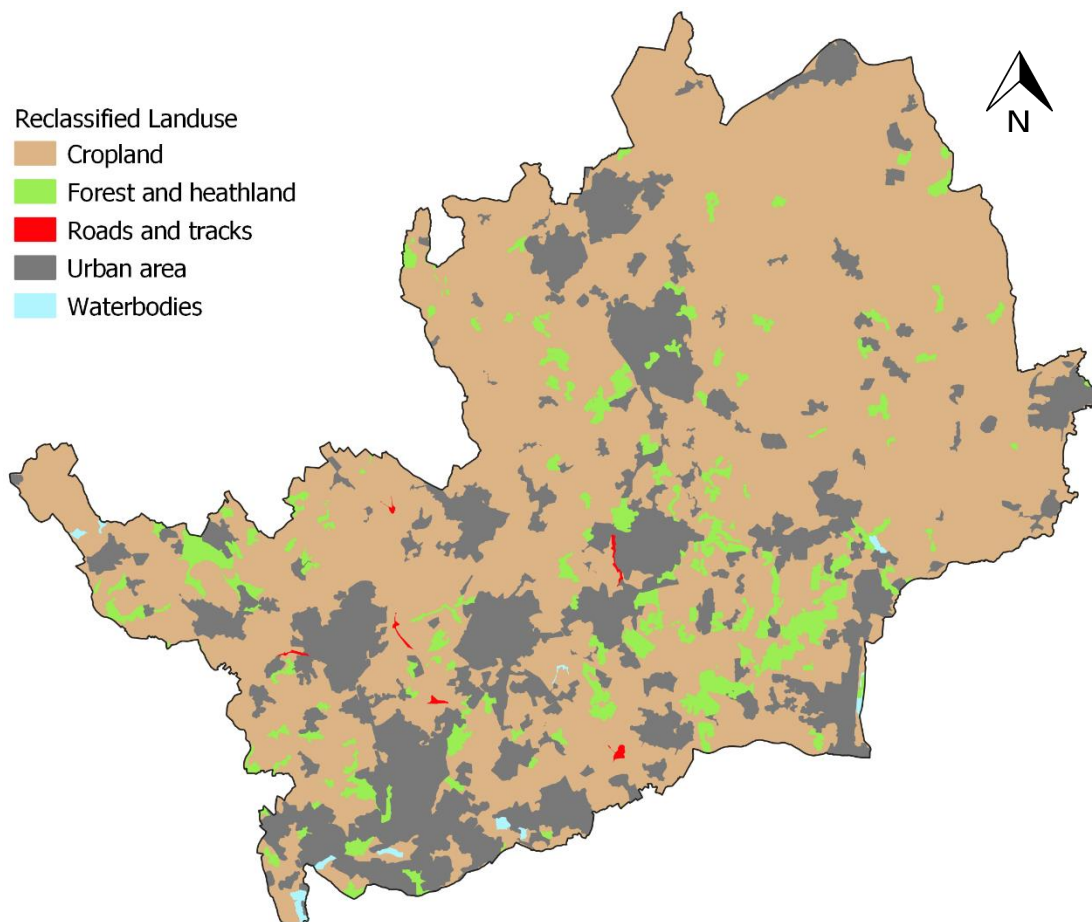 N
Reclassified Landuse
Cropland
Forest and heathland
Roads and tracks
Urban area
Waterbodies